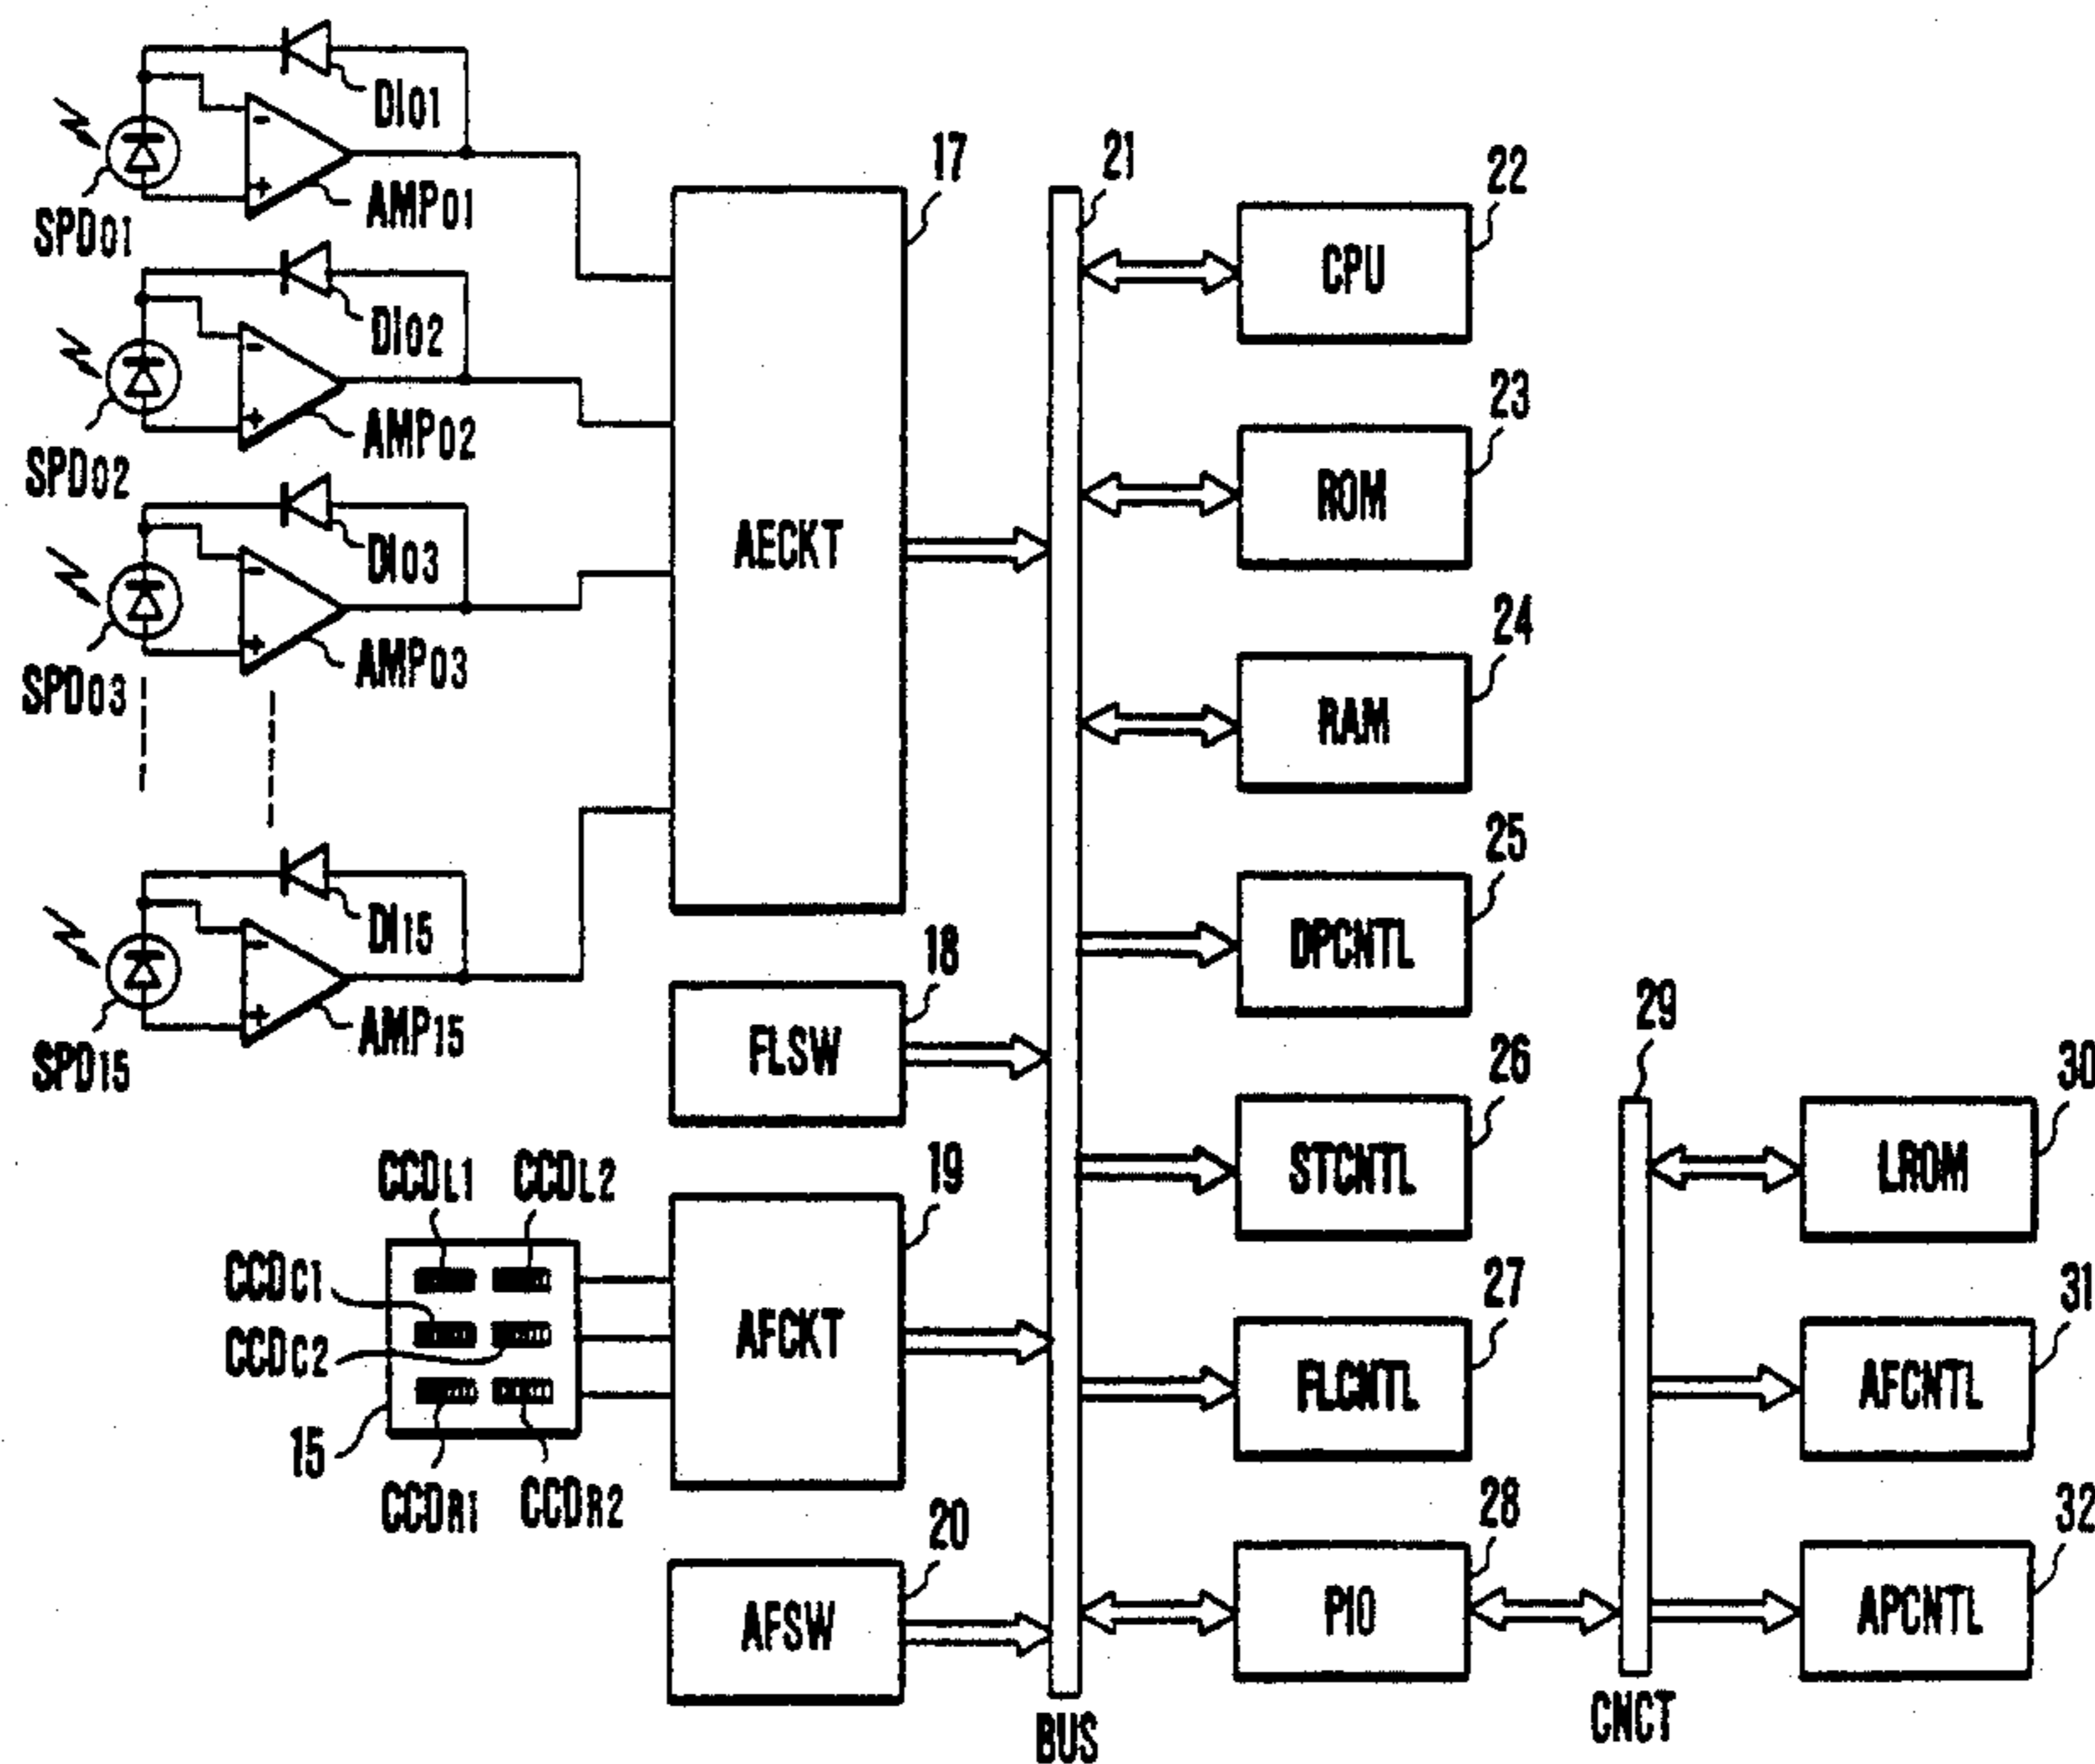 DI01
AMP01
SPD01
DI02
AMP02
SPD02
DI03
AMP03
SPD03
DI15
AMP15
SPD15
17
AECKT
18
FLSW
CCDL1
CCDL2
CCDC1
CCDC2
15
CCDR1
CCDR2
19
AFCKT
20
AFSW
21
BUS
22
CPU
23
ROM
24
RAM
25
DPCNTL
26
STCNTL
27
FLCNTL
28
PIO
29
CNCT
30
LROM
31
AFCNTL
32
APCNTL